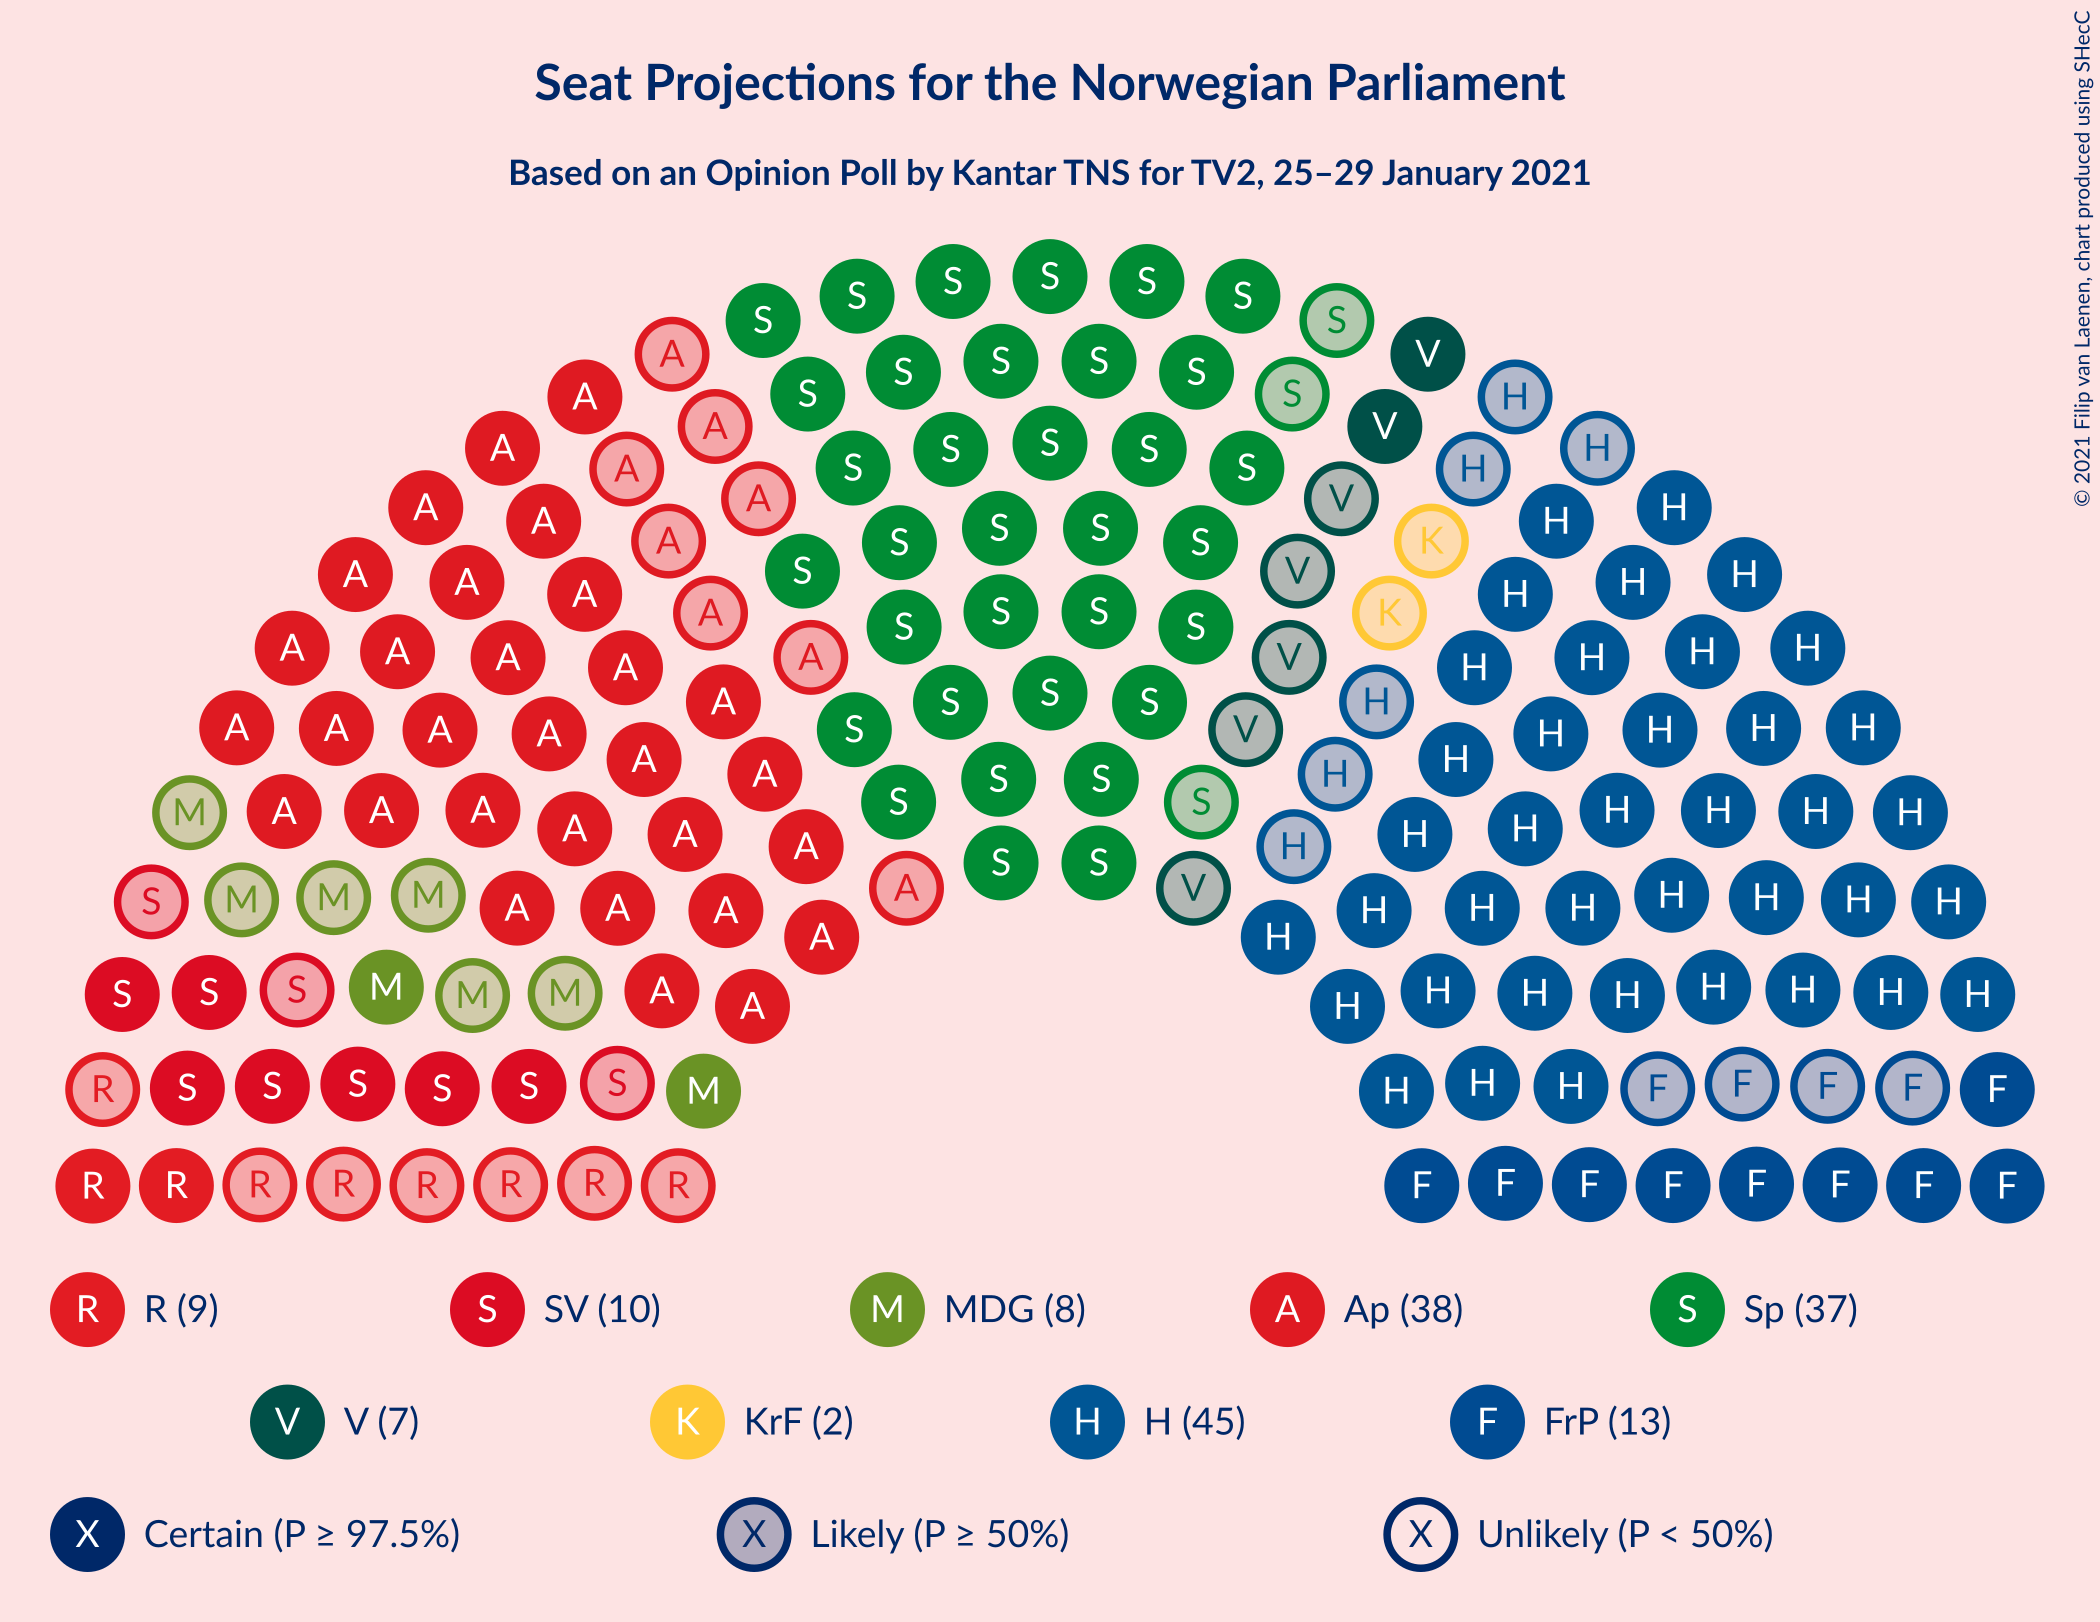 Seat Projections for the Norwegian Parliament
Based on an Opinion Poll by Kantar TNS for TV2, 25–29 January 2021
© 2021 Filip van Laenen, chart produced using SHecC
S S S S S S S
A S S S S S S V
A A S S S S S V H
A A A S S S S V H H
A A A S S S S S V K H H
A A A A S S S S V K H H
A A A A A S S S V H H H H
A A A A A S S S V H H H H
A A A A A A S S H H H H H
M A A A A A A A V H H H H H H
S M M M A A A A H H H H H H H
S S S M M M A A H H H H H H H H
R S S S S S S M H H H F F F F F
R R R R R R R R F F F F F F F F
R R (9) S SV (10) M MDG (8) A Ap (38) S Sp (37)
V V (7) K KrF (2) H H (45) F FrP (13)
X Certain (P ≥ 97.5%) X Likely (P ≥ 50%) X Unlikely (P < 50%)